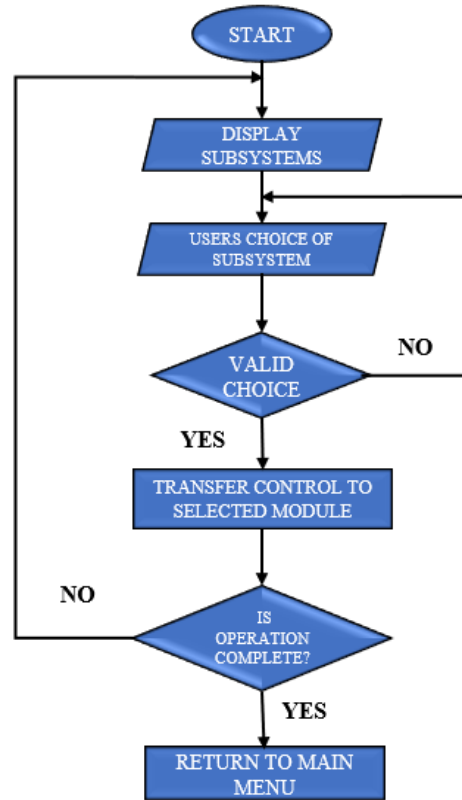 START
DISPLAY
SUBSYSTEMS
USERS CHOICE OF
SUBSYSTEM
VALID
CHOICE
NO
YES
TRANSFER CONTROL TO
SELECTED MODULE
NO
IS
OPERATION
COMPLETE?
YES
RETURN TO MAIN
MENU